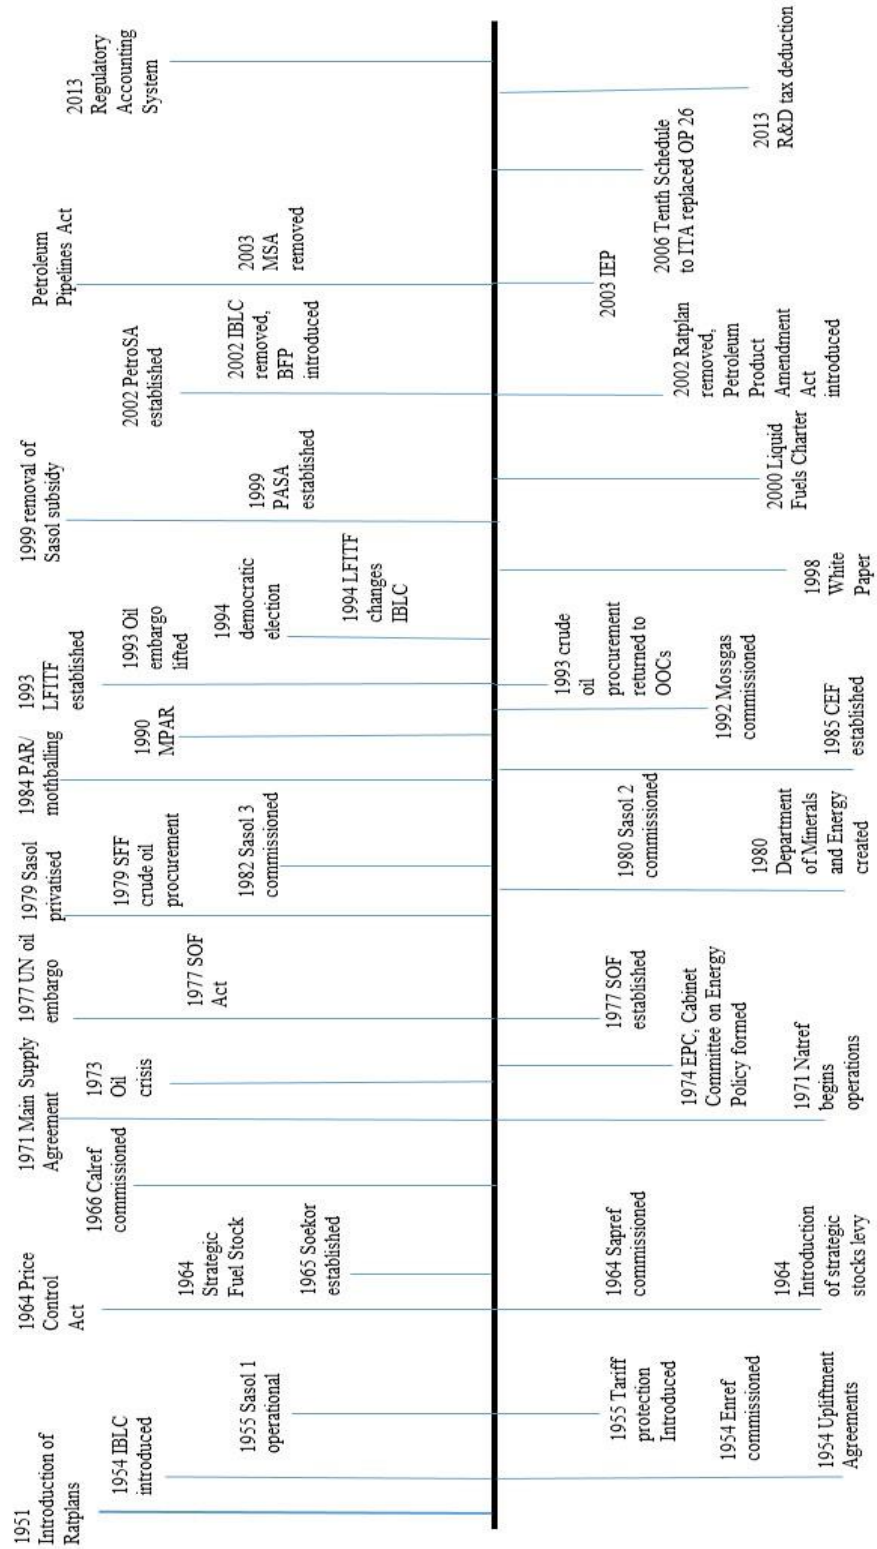 1951
Introduction of
Ratplans
1954 IBLC
introduced
1955 Sasol 1
operational
1964 Price
Control
Act
1964
Strategic
Fuel Stock
1965 Soekor
established
1966 Calref
commissioned
1971 Main Supply
Agreement
1973
Oil
crisis
1977 UN oil
embargo
1977 SOF
Act
1979 Sasol
privatised
1979 SFF
crude oil
procurement
1982 Sasol 3
commissioned
1984 PAR/
mothballing
1990
MPAR
1993
LFITF
established
1993 Oil
embargo
lifted
1994
democratic
election
1994 LFITF
changes
IBLC
1999 removal of
Sasol subsidy
1999
PASA
established
2002 PetroSA
established
2002 IBLC
removed,
BFP
introduced
Petroleum
Pipelines Act
2003
MSA
removed
2013
Regulatory
Accounting
System
1955 Tariff
protection
Introduced
1954 Enref
commissioned
1954 Upliftment
Agreements
1964 Sapref
commissioned
1964
Introduction
of strategic
stocks levy
1977 SOF
established
1974 EPC, Cabinet
Committee on Energy
Policy formed
1971 Natref
begins
operations
1980 Sasol 2
commissioned
1980
Department
of Minerals
and Energy
created
1993 crude
oil
procurement
returned to
OOCs
1992 Mossgas
commissioned
1985 CEF
established
1998
White
Paper
2000 Liquid
Fuels Charter
2002 Ratplan
removed,
Petroleum
Product
Amendment
Act
introduced
2003 IEP
2006 Tenth Schedule
to ITA replaced OP 26
2013
R&D tax deduction